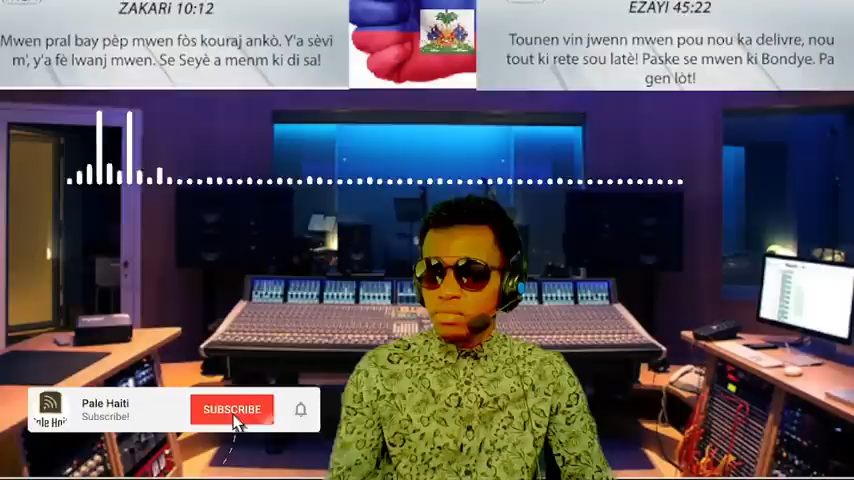 ZAKARi 10:12
Mwen pral bay pèp mwen fòs kouraj ankò. Y'a sèvi
m', y'a fè lwanj mwen. Se Seyè a menm ki di sa!
EZAYI 45:22
Tounen vin jwenn mwen pou nou ka delivre, nou
tout ki rete sou latè! Paske se mwen ki Bondye. Pa
gen lòt!
Pale Haiti
Subscribe!
SUBSCRIBE